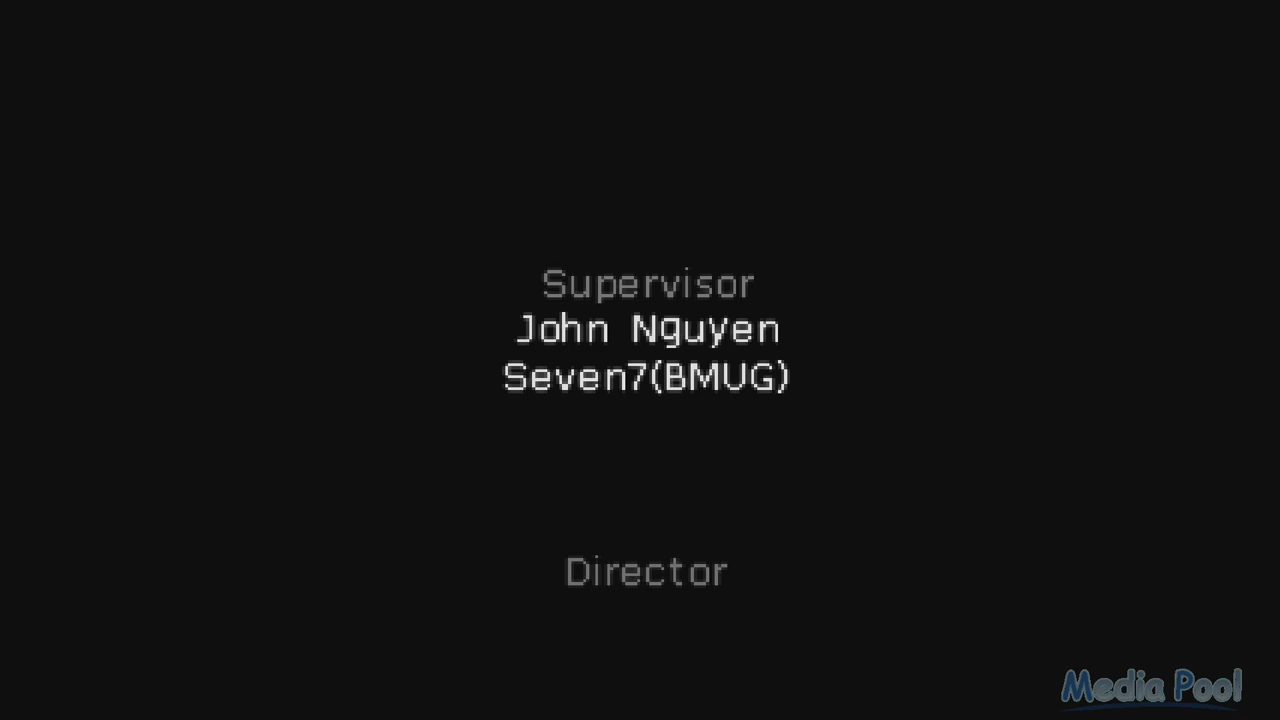 Supervisor
John Nguyen
Seven7(BMUG)
Director
Media Pool